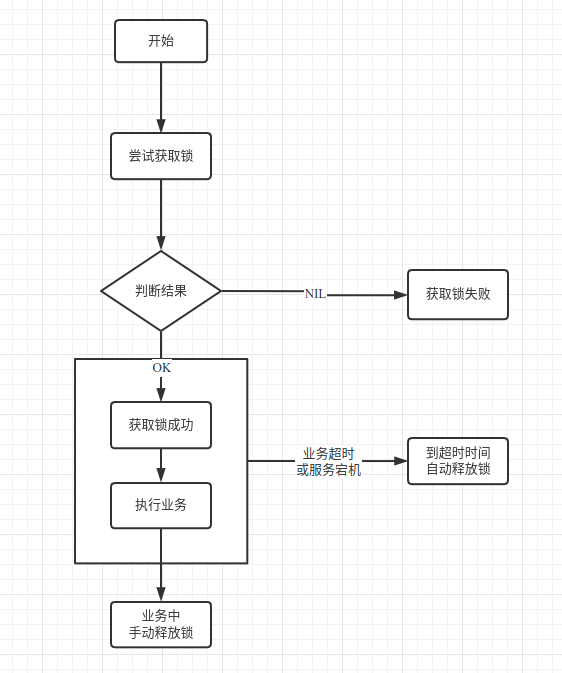 开始
尝试获取锁
判断结果
NIL
获取锁失败
OK
获取锁成功
执行业务
业务超时
或服务宕机
到超时时间
自动释放锁
业务中
手动释放锁